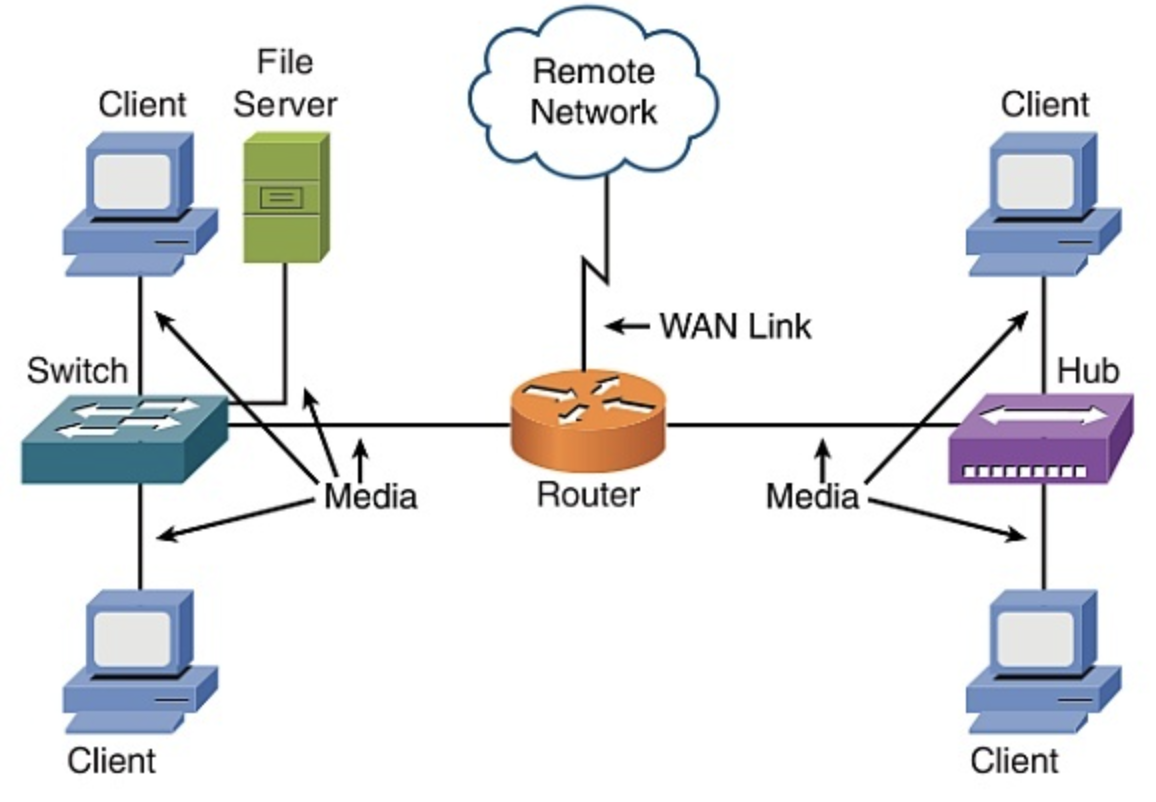 File
Server
Client
Remote
Network
Client
WAN Link
Switch
Hub
Media
Router
Media
Client
Client